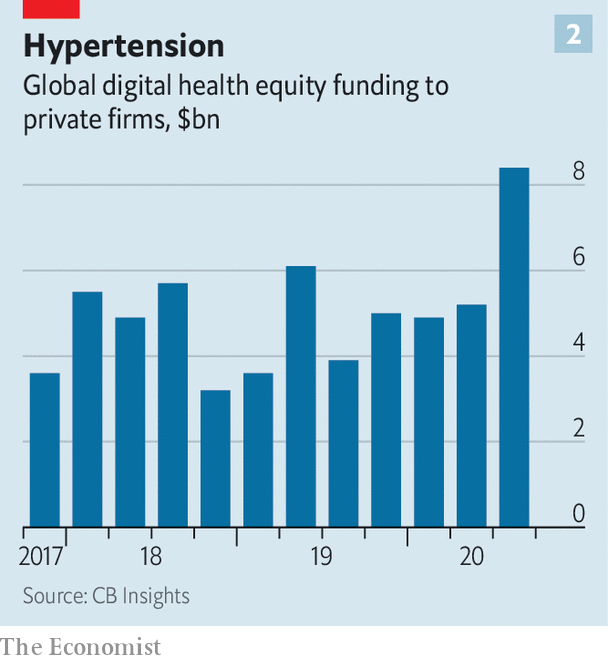 2
Hypertension
Global digital health equity funding to
private firms, $bn
8
6
4
2
0
2017 18 19 20
Source: CB Insights
The Economist